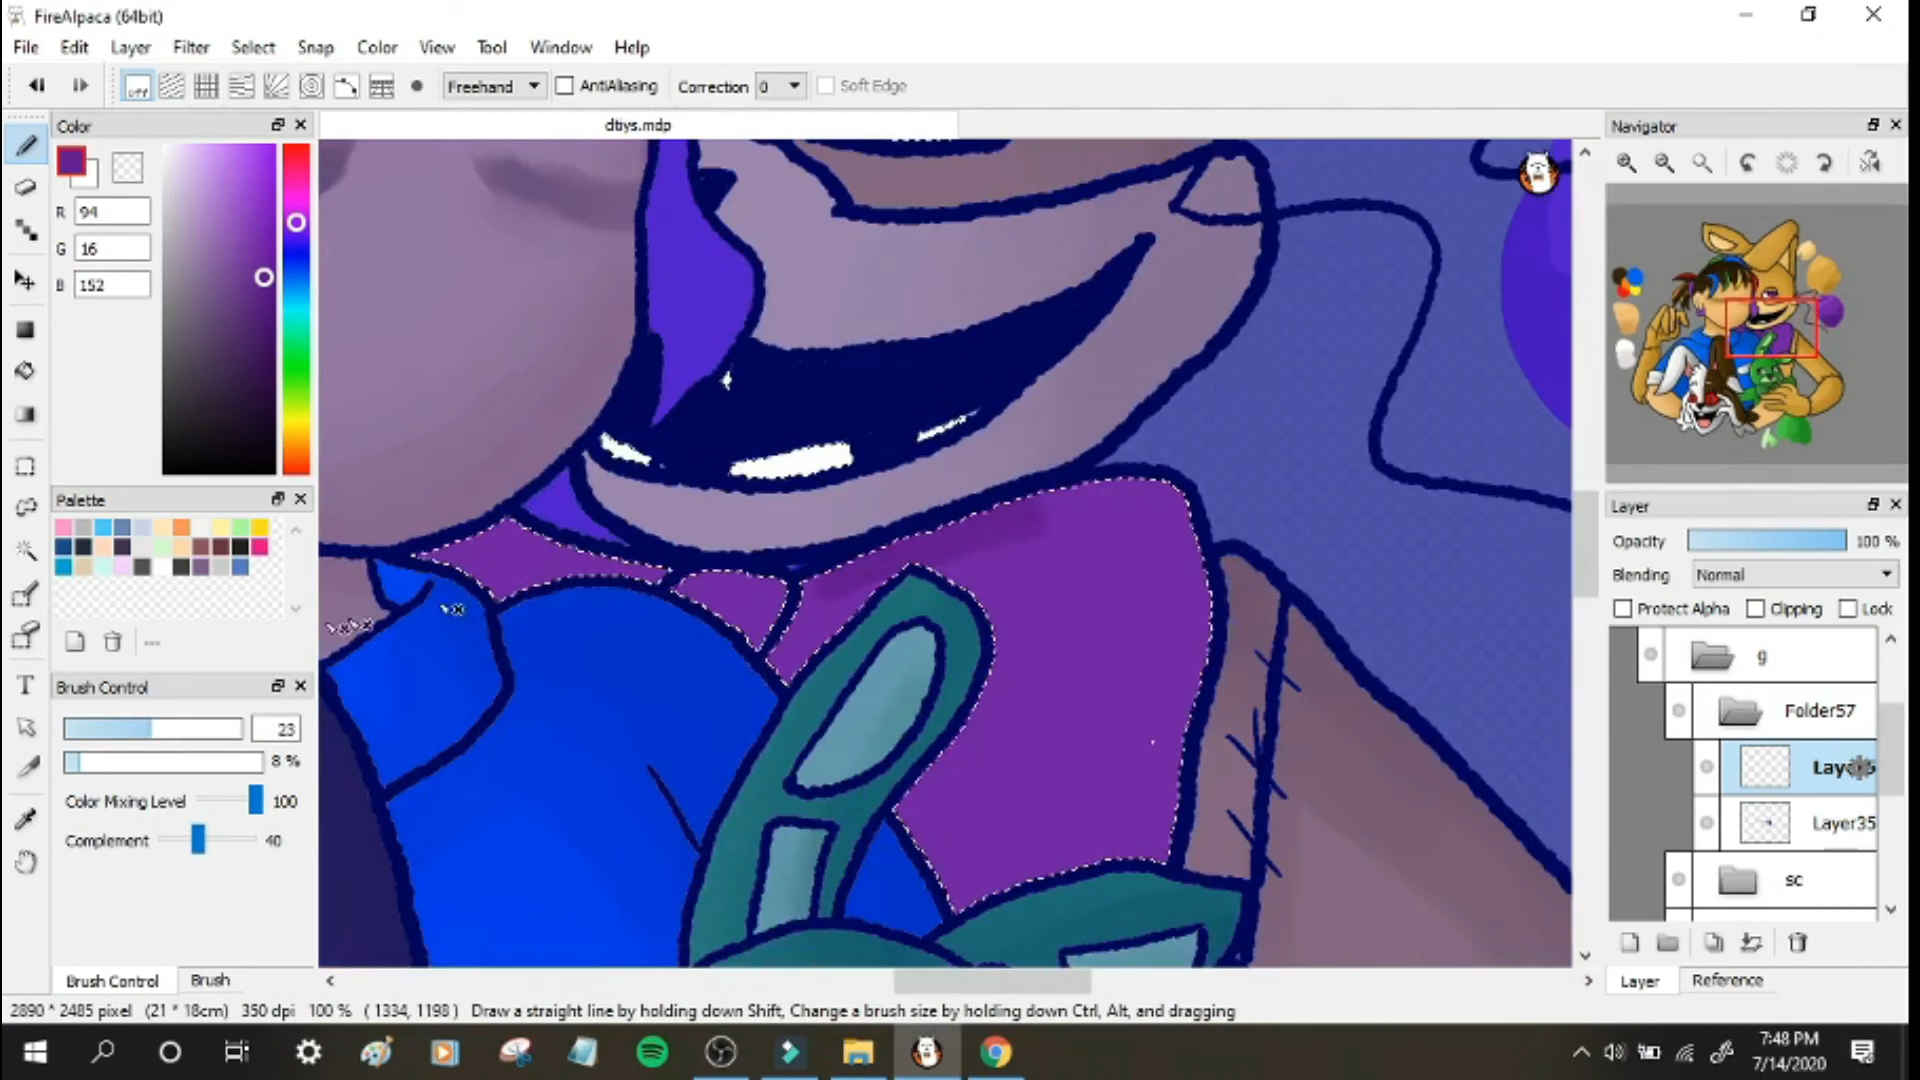 FireAlpaca (64bit)
File Edit Layer Filter Select Snap Color View Tool Window Help
off Freehand AntiAliasing Correction 0 Soft Edge
Color
dtiys.mdp
Navigator
R 94
G 16
B 152
Palette
Layer
Opacity 100 %
Blending Normal
Protect Alpha Clipping Lock
g
Folder57
Layer35
sc
Brush Control
23
8 %
Color Mixing Level 100
Complement 40
Brush Control Brush
Layer Reference
2890 * 2485 pixel (21 * 18cm) 350 dpi 100 % ( 1334, 1198 ) Draw a straight line by holding down Shift, Change a brush size by holding down Ctrl, Alt, and dragging
7:48 PM
7/14/2020